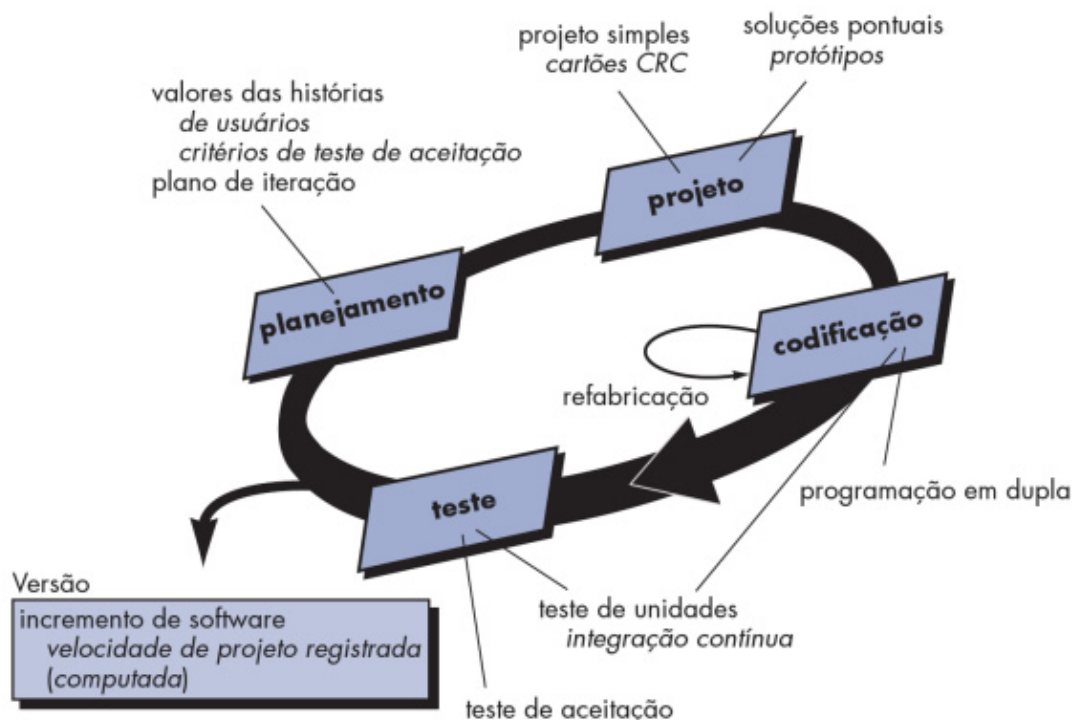 projeto simples
cartões CRC
soluções pontuais
protótipos
valores das histórias
de usuários
critérios de teste de aceitação
plano de iteração
projeto
planejamento
codificação
refabricação
programação em dupla
teste
Versão
incremento de software
velocidade de projeto registrada
(computada)
teste de unidades
integração contínua
teste de aceitação